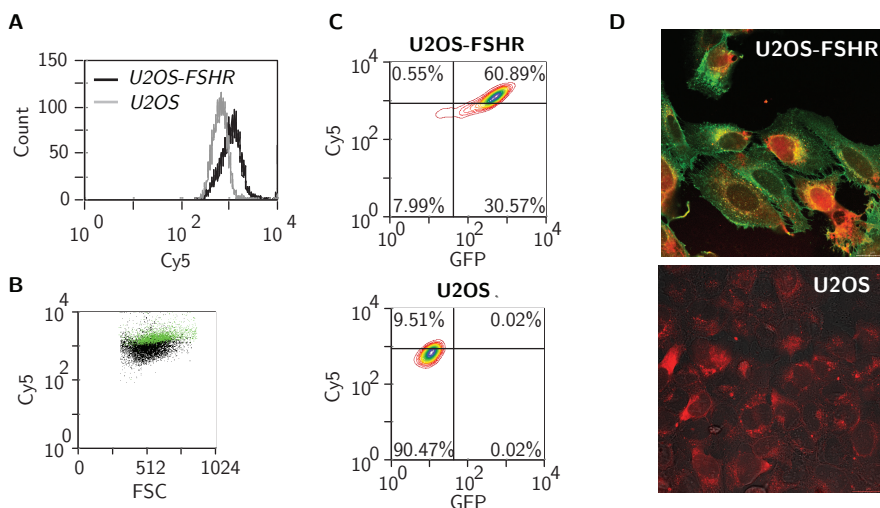 A
150
100
50
0
Count
U2OS-FSHR
U2OS
10 0
10 2
10 4
Cy5
B
10 4
10 2
10 0
Cy5
0
512
1024
FSC
C
U2OS-FSHR
10 4
10 2
10 0
Cy5
0.55%
60.89%
7.99%
30.57%
10 0
10 2
10 4
GFP
U2OS
10 4
10 2
10 0
Cy5
9.51%
0.02%
90.47%
0.02%
10 0
10 2
10 4
GFP
D
U2OS-FSHR
U2OS